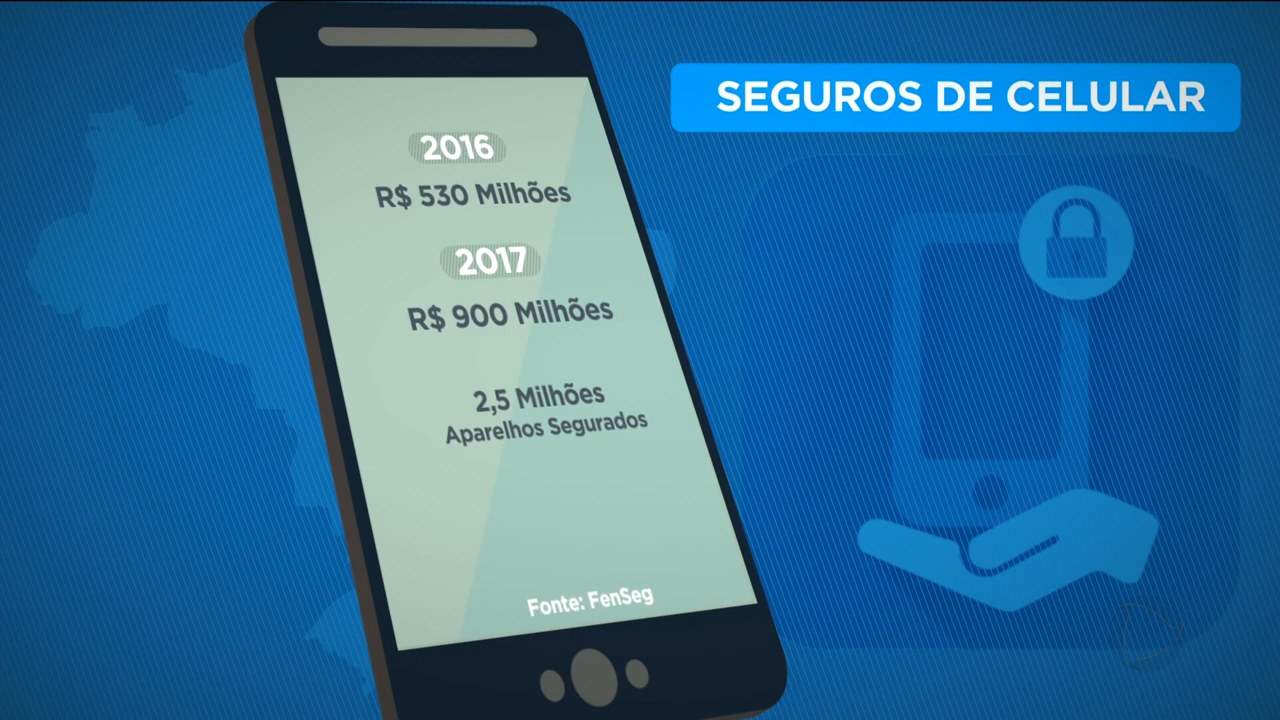 SEGUROS DE CELULAR
2016
R$ 530 Milhões
2017
R$ 900 Milhões
2,5 Milhões
Aparelhos Segurados
Fonte: FenSeg